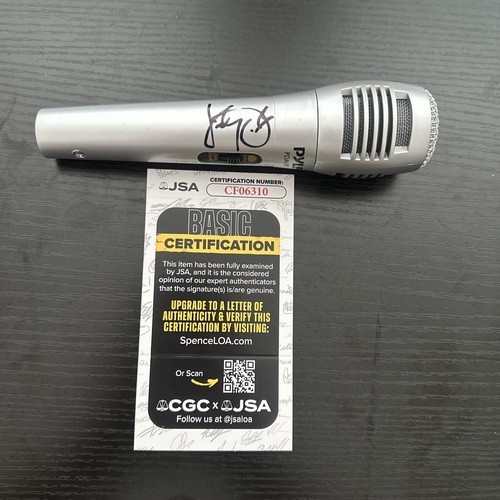 pyle
JSA
CERTIFICATION NUMBER:
CF06310
BASIC
CERTIFICATION
This item has been fully examined
by JSA, and it is the considered
opinion of our expert authenticators
that the signature(s) is/are genuine.
UPGRADE TO A LETTER OF
AUTHENTICITY & VERIFY THIS
CERTIFICATION BY VISITING:
SpenceLOA.com
Or Scan
CGC x JSA
Follow us at @jsaloa